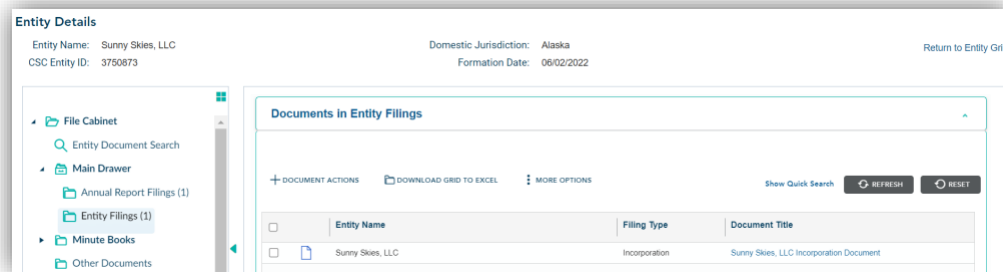 Entity Details
Entity Name: Sunny Skies, LLC Domestic Jurisdiction: Alaska
CSC Entity ID: 3750873 Formation Date: 06/02/2022
Return to Entity Gri
File Cabinet
Entity Document Search
Main Drawer
Annual Report Filings (1)
Entity Filings (1)
Minute Books
Other Documents
Documents in Entity Filings
DOCUMENT ACTIONS DOWNLOAD GRID TO EXCEL MORE OPTIONS Show Quick Search REFRESH RESET
Entity Name Filing Type Document Title
Sunny Skies, LLC Incorporation Sunny Skies, LLC Incorporation Document